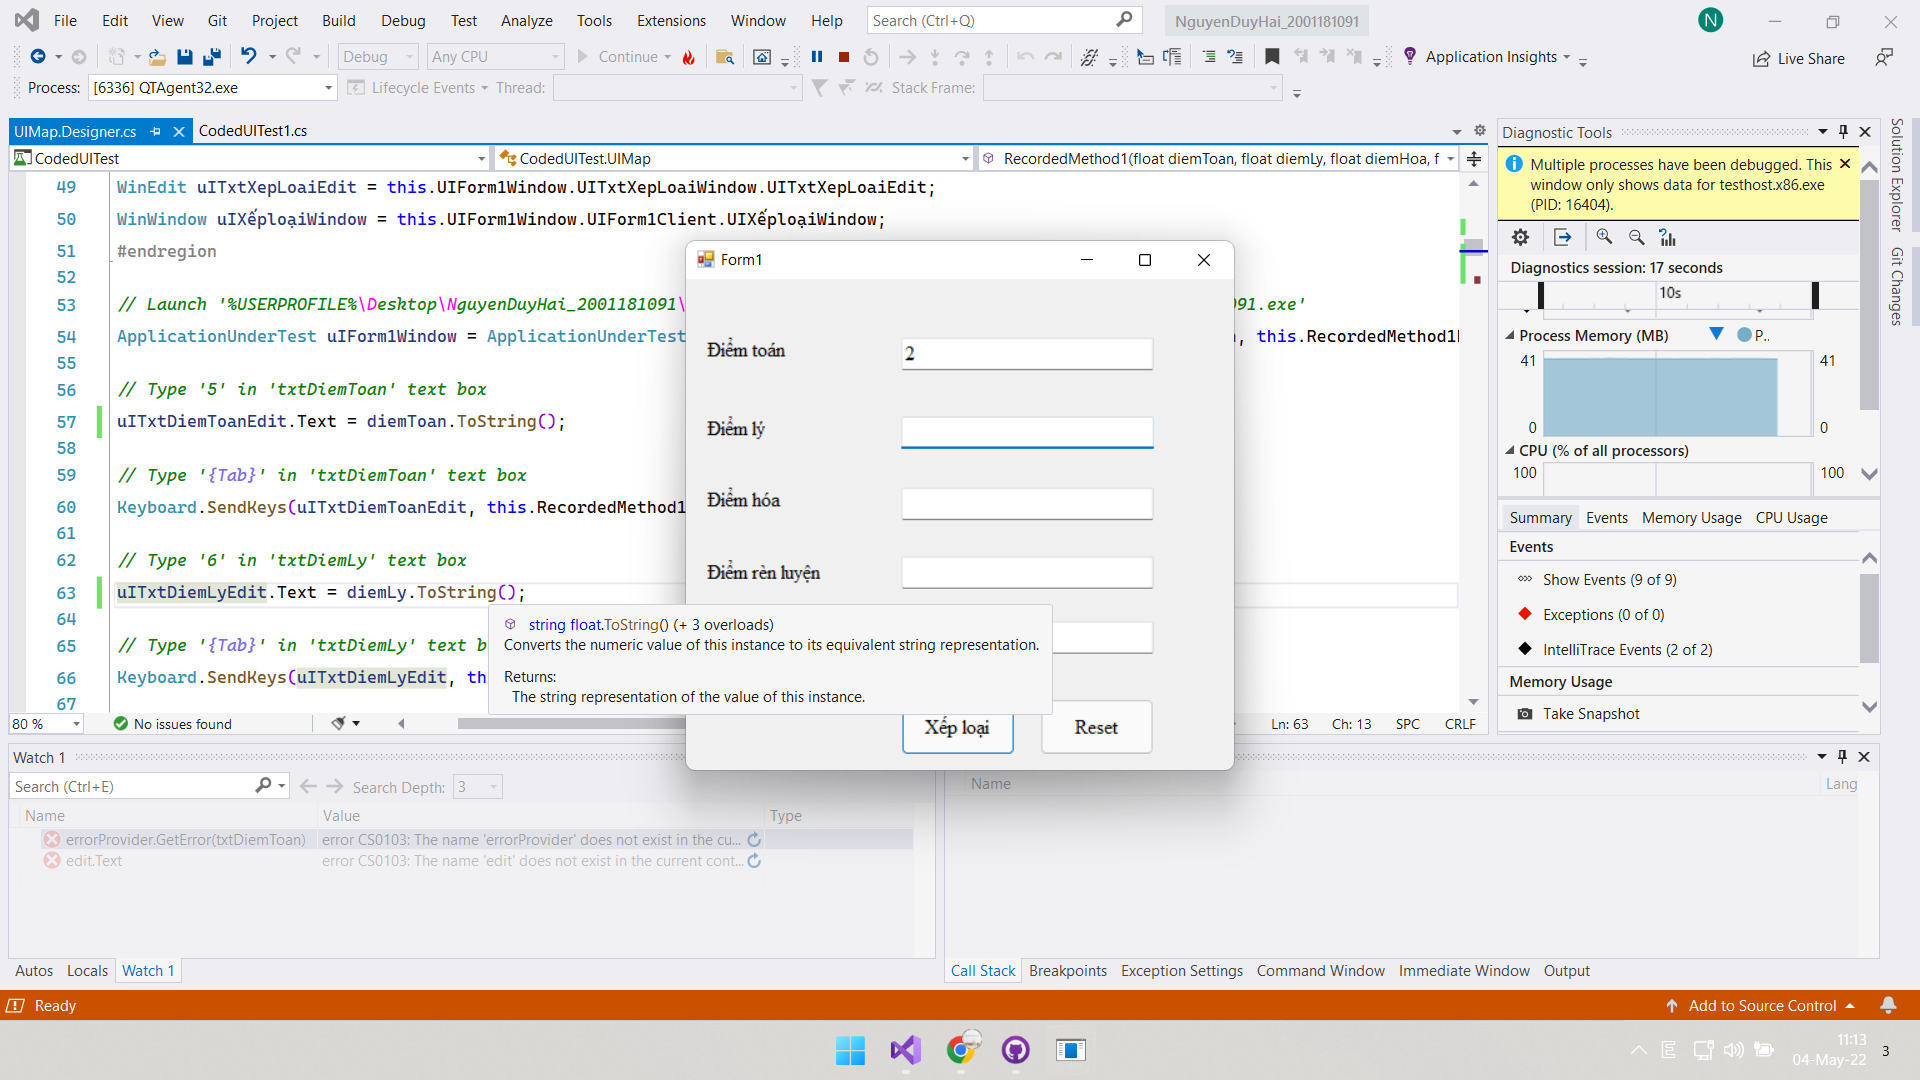 File Edit View Git Project Build Debug Test Analyze Tools Extensions Window Help Search (Ctrl+Q) NguyenDuyHai_2001181091 N
Debug Any CPU Continue Application Insights Live Share
Process: [6336] QTAgent32.exe Lifecycle Events Thread: Stack Frame:
UIMap.Designer.cs CodedUITest1.cs
CodedUITest CodedUITest.UIMap RecordedMethod1(float diemToan, float diemLy, float diemHoa, f
49 WinEdit uITxtXepLoaiEdit = this.UIForm1Window.UITxtXepLoaiWindow.UITxtXepLoaiEdit;
50 WinWindow uIXếploạiWindow = this.UIForm1Window.UIForm1Client.UIXếploạiWindow;
51 #endregion
52
53 // Launch '%USERPROFILE%\Desktop\NguyenDuyHai_2001181091\ 091.exe'
54 ApplicationUnderTest uIForm1Window = ApplicationUnderTest , this.RecordedMethod1
55
56 // Type '5' in 'txtDiemToan' text box
57 uITxtDiemToanEdit.Text = diemToan.ToString();
58
59 // Type '{Tab}' in 'txtDiemToan' text box
60 Keyboard.SendKeys(uITxtDiemToanEdit, this.RecordedMethod1
61
62 // Type '6' in 'txtDiemLy' text box
63 uITxtDiemLyEdit.Text = diemLy.ToString();
64
65 // Type '{Tab}' in 'txtDiemLy' text b
66 Keyboard.SendKeys(uITxtDiemLyEdit, th
67
80 % No issues found Ln: 63 Ch: 13 SPC CRLF
Form1
Điểm toán 2
Điểm lý
Điểm hóa
Điểm rèn luyện
Xếp loại Reset
string float.ToString() (+ 3 overloads)
Converts the numeric value of this instance to its equivalent string representation.
Returns:
The string representation of the value of this instance.
Diagnostic Tools
Multiple processes have been debugged. This
window only shows data for testhost.x86.exe
(PID: 16404).
Diagnostics session: 17 seconds
10s
Process Memory (MB) P..
41 41
0 0
CPU (% of all processors)
100 100
Summary Events Memory Usage CPU Usage
Events
Show Events (9 of 9)
Exceptions (0 of 0)
IntelliTrace Events (2 of 2)
Memory Usage
Take Snapshot
Solution Explorer
Git Changes
Watch 1
Search (Ctrl+E) Search Depth: 3
Name Value Type
errorProvider.GetError(txtDiemToan) error CS0103: The name 'errorProvider' does not exist in the cu...
edit.Text error CS0103: The name 'edit' does not exist in the current cont...
Name Lang
Autos Locals Watch 1
Call Stack Breakpoints Exception Settings Command Window Immediate Window Output
Ready Add to Source Control
11:13
04-May-22 3